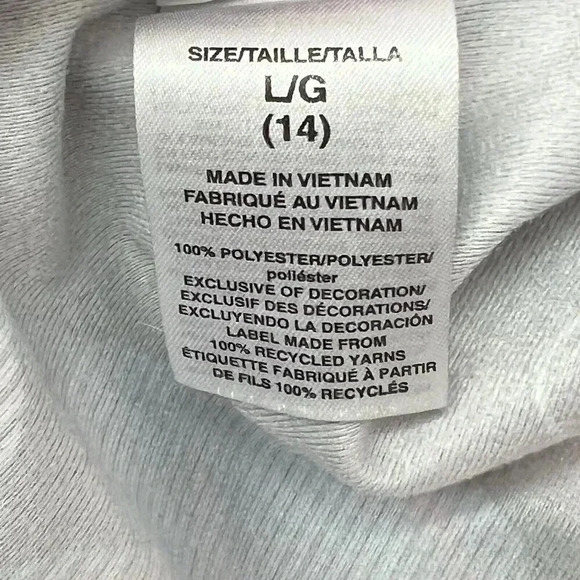 SIZE/TAILLE/TALLA
L/G
(14)
MADE IN VIETNAM
FABRIQUÉ AU VIETNAM
HECHO EN VIETNAM
100% POLYESTER/POLYESTER/
poliéster
EXCLUSIVE OF DECORATION/
EXCLUSIF DES DÉCORATIONS/
EXCLUYENDO LA DECORACIÓN
LABEL MADE FROM
100% RECYCLED YARNS
ÉTIQUETTE FABRIQUÉ À PARTIR
DE FILS 100% RECYCLÉS